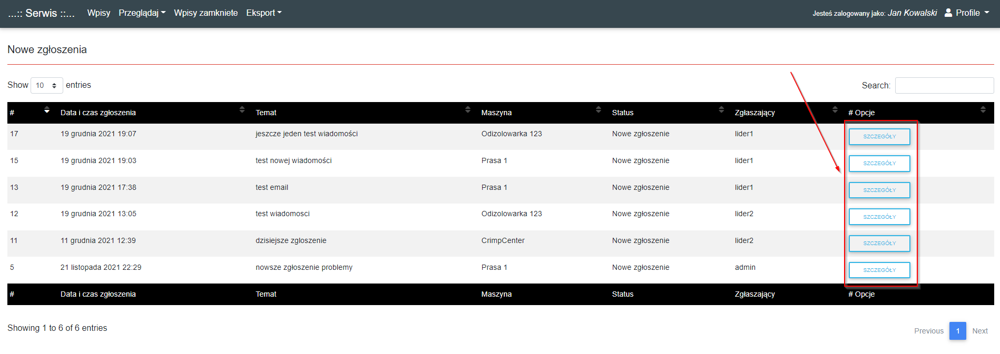 ...:: Serwis ::... Wpisy Przeglądaj Wpisy zamkniete Eksport Jesteś zalogowany jako: Jan Kowalski Profile
Nowe zgłoszenia
Show 10 entries Search:
# Data i czas zgłoszenia Temat Maszyna Status Zgłaszający # Opcje
17 19 grudnia 2021 19:07 jeszcze jeden test wiadomości Odizolowarka 123 Nowe zgłoszenie lider1 SZCZEGÓŁY
15 19 grudnia 2021 19:03 test nowej wiadomości Prasa 1 Nowe zgłoszenie lider1 SZCZEGÓŁY
13 19 grudnia 2021 17:38 test email Prasa 1 Nowe zgłoszenie lider1 SZCZEGÓŁY
12 19 grudnia 2021 13:05 test wiadomosci Odizolowarka 123 Nowe zgłoszenie lider2 SZCZEGÓŁY
11 11 grudnia 2021 12:39 dzisiejsze zgloszenie CrimpCenter Nowe zgłoszenie lider2 SZCZEGÓŁY
5 21 listopada 2021 22:29 nowsze zgłoszenie problemy Prasa 1 Nowe zgłoszenie admin SZCZEGÓŁY
# Data i czas zgłoszenia Temat Maszyna Status Zgłaszający # Opcje
Showing 1 to 6 of 6 entries Previous 1 Next